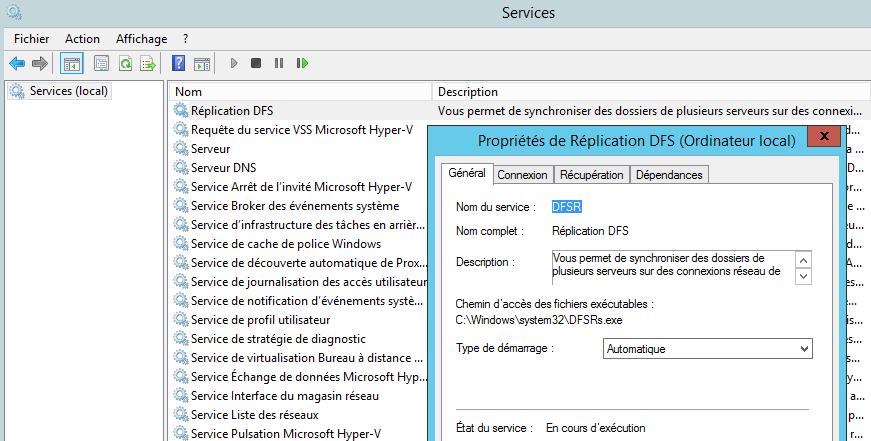 Services
Fichier Action Affichage ?
Services (local)
Nom Description
Réplication DFS Vous permet de synchroniser des dossiers de plusieurs serveurs sur des connexi...
Requête du service VSS Microsoft Hyper-V
Serveur
Serveur DNS
Service Arrêt de l'invité Microsoft Hyper-V
Service Broker des événements système
Service d'infrastructure des tâches en arrièr...
Service de cache de police Windows
Service de découverte automatique de Prox...
Service de journalisation des accès utilisateur
Service de notification d'événements systè...
Service de profil utilisateur
Service de stratégie de diagnostic
Service de virtualisation Bureau à distance ...
Service Échange de données Microsoft Hyp...
Service Interface du magasin réseau
Service Liste des réseaux
Service Pulsation Microsoft Hyper-V
Propriétés de Réplication DFS (Ordinateur local)
Général Connexion Récupération Dépendances
Nom du service : DFSR
Nom complet : Réplication DFS
Description : Vous permet de synchroniser des dossiers de
plusieurs serveurs sur des connexions réseau de
Chemin d'accès des fichiers exécutables :
C:\Windows\system32\DFSRs.exe
Type de démarrage : Automatique
État du service : En cours d'exécution